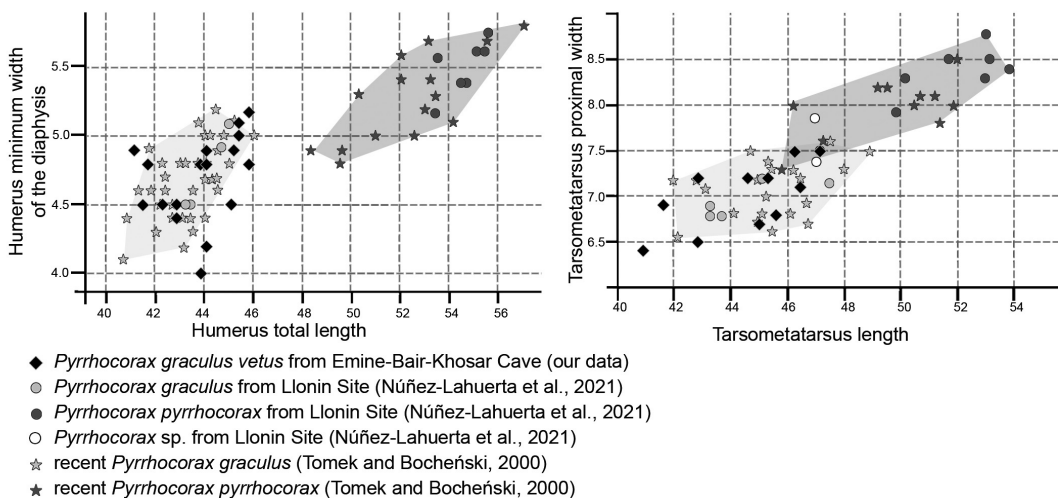 Humerus minimum width
of the diaphysis
5.5
5.0
4.5
4.0
40 42 44 46 48 50 52 54 56
Humerus total length
Tarsometatarsus proximal width
8.5
8.0
7.5
7.0
6.5
40 42 44 46 48 50 52 54
Tarsometatarsus length
Pyrrhocorax graculus vetus from Emine-Bair-Khosar Cave (our data)
Pyrrhocorax graculus from Llonin Site (Núñez-Lahuerta et al., 2021)
Pyrrhocorax pyrrhocorax from Llonin Site (Núñez-Lahuerta et al., 2021)
Pyrrhocorax sp. from Llonin Site (Núñez-Lahuerta et al., 2021)
recent Pyrrhocorax graculus (Tomek and Bocheński, 2000)
recent Pyrrhocorax pyrrhocorax (Tomek and Bocheński, 2000)